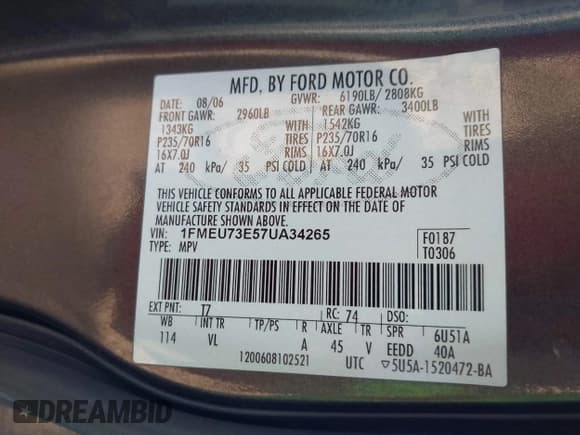 MFD. BY FORD MOTOR CO.
DATE: 08/06 GVWR: 6190LB/ 2808KG
FRONT GAWR: 2960LB REAR GAWR: 3400LB
1343KG 1542KG
P235/70R16 TIRES P235/70R16 TIRES
16X7.0J RIMS 16X7.0J RIMS
AT 240 kPa/ 35 PSI COLD AT 240 kPa/ 35 PSI COLD
THIS VEHICLE CONFORMS TO ALL APPLICABLE FEDERAL MOTOR
VEHICLE SAFETY STANDARDS IN EFFECT ON THE DATE OF
MANUFACTURE SHOWN ABOVE.
VIN: 1FMEU73E57UA34265 F0187
TYPE: MPV T0306
EXT PNT: T7 RC: 74 DSO:
WB INT TR TP/PS R AXLE TR SPR 6U51A
114 VL A 45 V EEDD 40A
1200608102521 UTC ▽5U5A-1520472-BA
Ford
DREAMBID